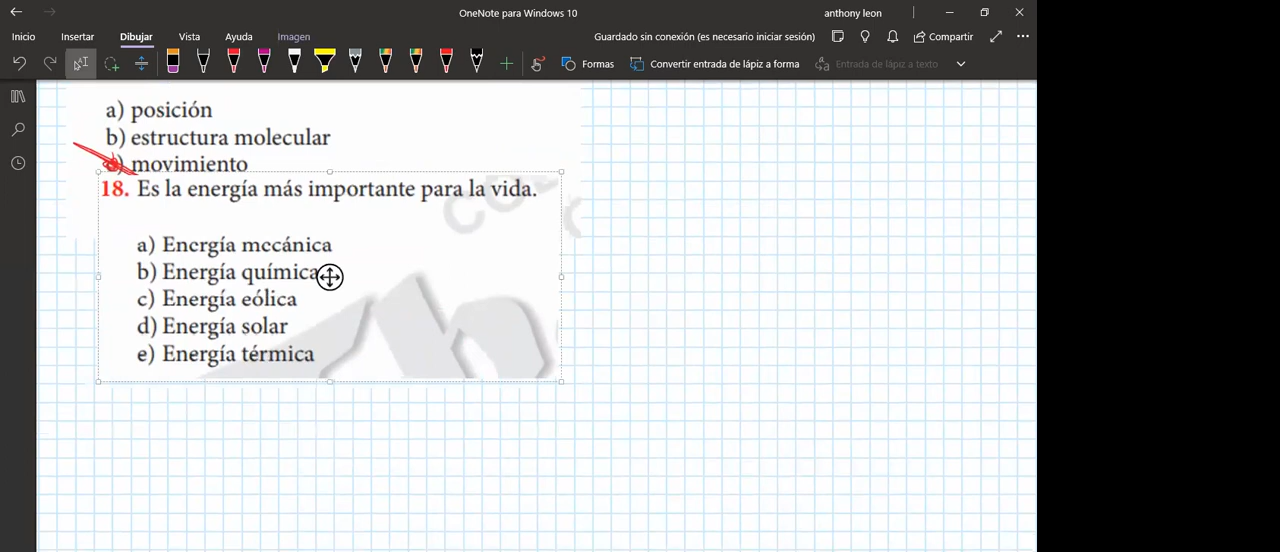 OneNote para Windows 10
anthony leon
Inicio
Insertar
Dibujar
Vista
Ayuda
Imagen
Guardado sin conexión (es necesario iniciar sesión)
Compartir
Formas
Convertir entrada de lápiz a forma
Entrada de lápiz a texto
a) posición
b) estructura molecular
movimiento
18. Es la energía más importante para la vida.
a) Energía mecánica
b) Energía química
c) Energía eólica
d) Energía solar
e) Energía térmica